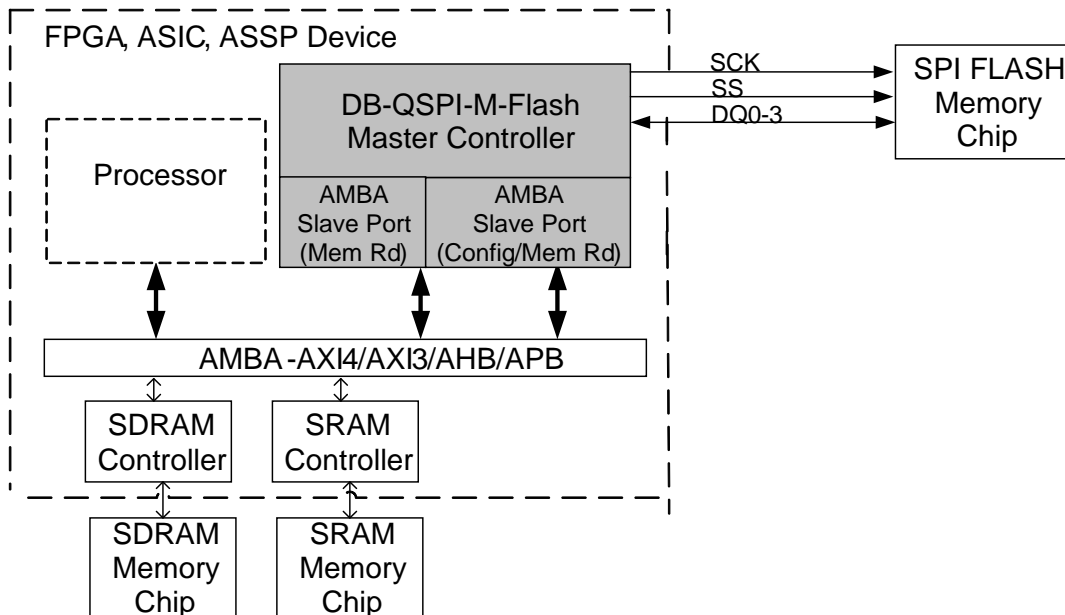 FPGA, ASIC, ASSP Device
SCK
SS
DQ0-3
SPI FLASH
Memory
Chip
DB-QSPI-M-Flash
Master Controller
Processor
AMBA
Slave Port
(Mem Rd)
AMBA
Slave Port
(Config/Mem Rd)
AMBA-AXI4/AXI3/AHB/APB
SDRAM
Controller
SRAM
Controller
SDRAM
Memory
Chip
SRAM
Memory
Chip